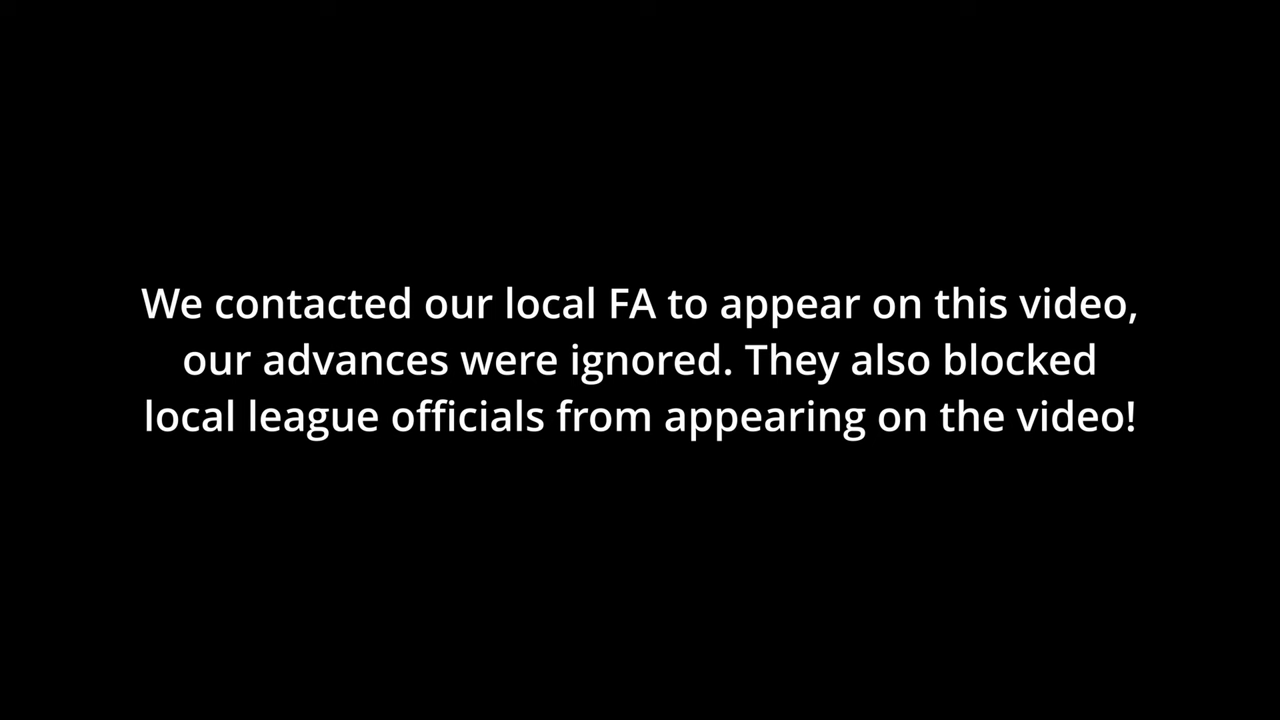 We contacted our local FA to appear on this video,
our advances were ignored. They also blocked
local league officials from appearing on the video!